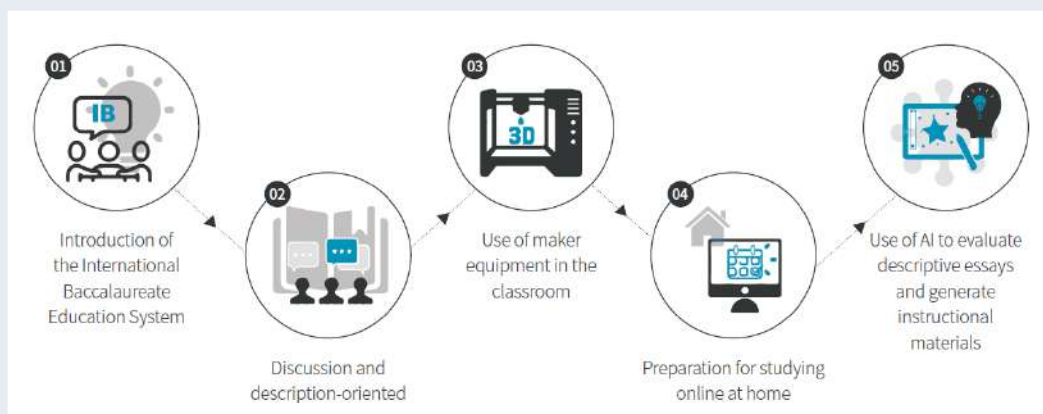 01
IB
Introduction of
the International
Baccalaureate
Education System
02
Discussion and
description-oriented
03
3D
Use of maker
equipment in the
classroom
04
Preparation for studying
online at home
05
Use of AI to evaluate
descriptive essays
and generate
instructional
materials